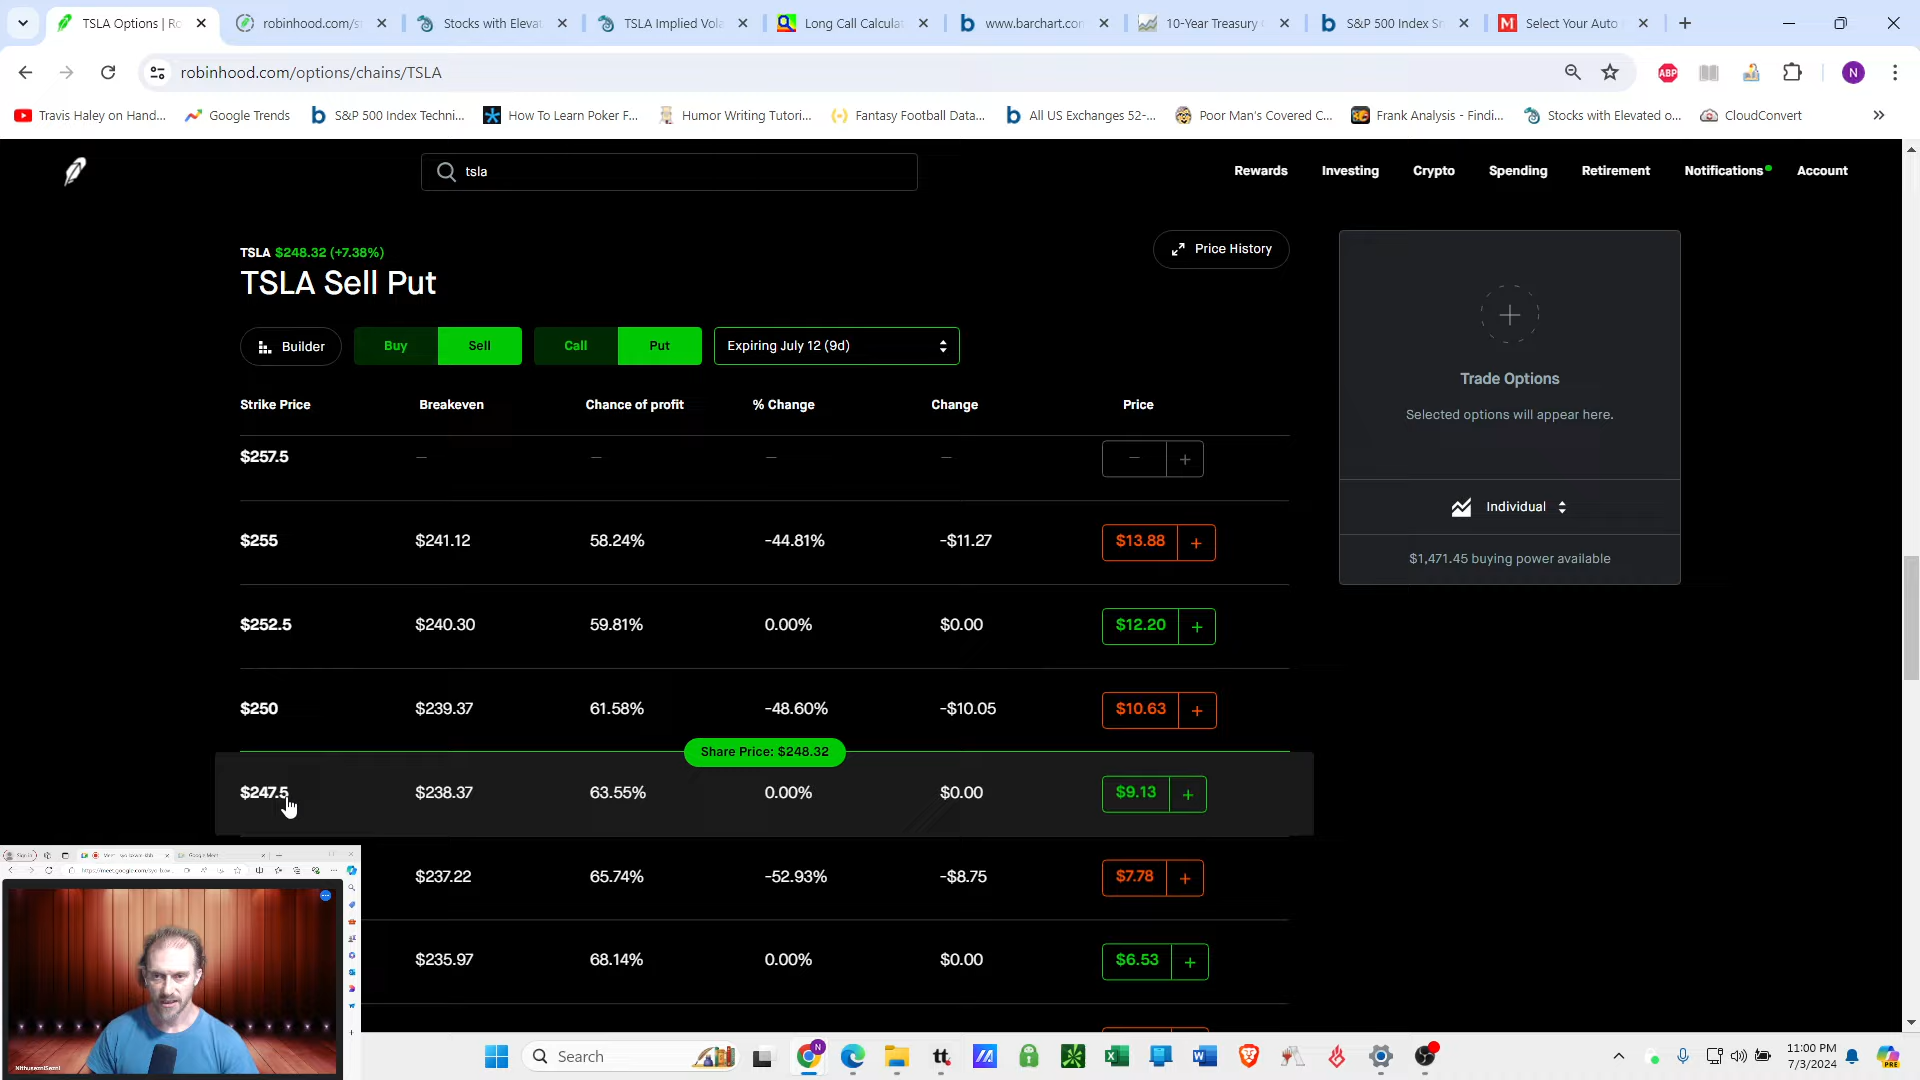 TSLA Options | Ro
robinhood.com/s
Stocks with Eleva
TSLA Implied Vola
Long Call Calcula
www.barchart.co
10-Year Treasury
S&P 500 Index S
Select Your Auto
robinhood.com/options/chains/TSLA
ABP
N
Travis Haley on Hand...
Google Trends
S&P 500 Index Techni...
How To Learn Poker F...
Humor Writing Tutori...
Fantasy Football Data...
All US Exchanges 52-...
Poor Man's Covered C...
Frank Analysis - Findi...
Stocks with Elevated o...
CloudConvert
tsla
Rewards
Investing
Crypto
Spending
Retirement
Notifications
Account
TSLA $248.32 (+7.38%)
TSLA Sell Put
Price History
Builder
Buy
Sell
Call
Put
Expiring July 12 (9d)
Strike Price Breakeven Chance of profit % Change Change Price
$257.5 – – – – – +
$255 $241.12 58.24% -44.81% -$11.27 $13.88 +
$252.5 $240.30 59.81% 0.00% $0.00 $12.20 +
$250 $239.37 61.58% -48.60% -$10.05 $10.63 +
Share Price: $248.32
$247.5 $238.37 63.55% 0.00% $0.00 $9.13 +
$237.22 65.74% -52.93% -$8.75 $7.78 +
$235.97 68.14% 0.00% $0.00 $6.53 +
Trade Options
Selected options will appear here.
Individual
$1,471.45 buying power available
Google Meet
NithusemiSemi
Search
tt
11:00 PM
7/3/2024
PRE